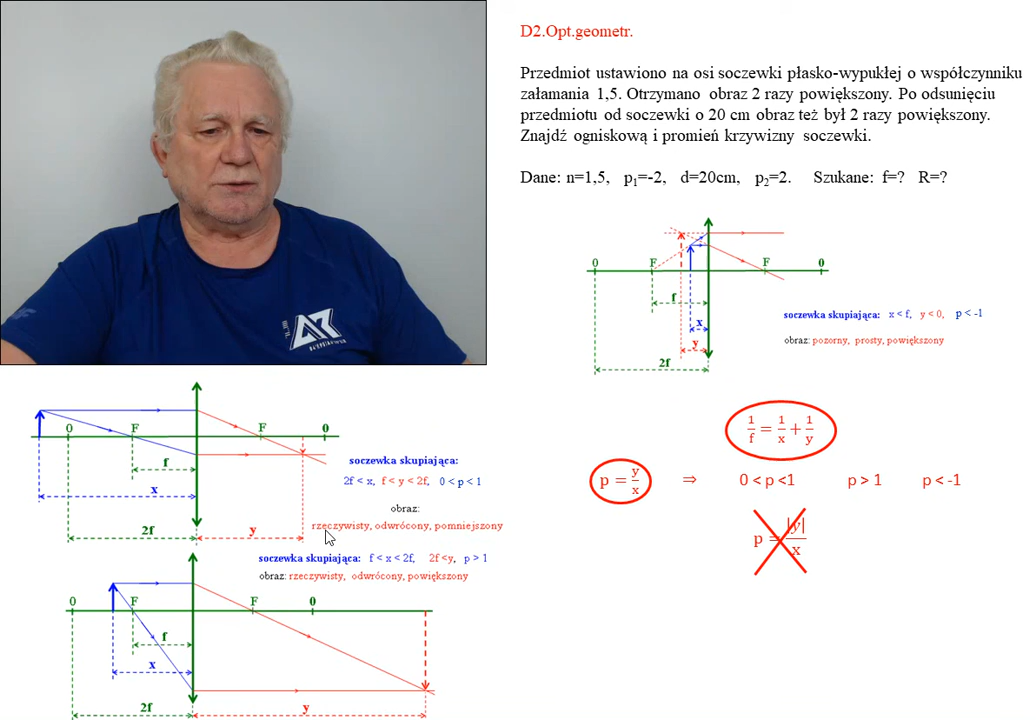 D2.Opt.geometr.
Przedmiot ustawiono na osi soczewki płasko-wypukłej o współczynniku
załamania 1,5. Otrzymano obraz 2 razy powiększony. Po odsunięciu
przedmiotu od soczewki o 20 cm obraz też był 2 razy powiększony.
Znajdź ogniskową i promień krzywizny soczewki.
Dane: n=1,5, p₁=-2, d=20cm, p₂=2. Szukane: f=? R=?
0 F F 0
f
x
y
2f
soczewka skupiająca: x < f, y < 0, p < -1
obraz: pozorny, prosty, powiększony
AR
0 F F 0
f
x
2f y
soczewka skupiająca:
2f < x, f < y < 2f, 0 < p < 1
obraz:
rzeczywisty, odwrócony, pomniejszony
soczewka skupiająca: f < x < 2f, 2f <y, p > 1
obraz: rzeczywisty, odwrócony, powiększony
0 F F 0
f
x
2f y
1/f = 1/x + 1/y
p = y/x ⇒ 0 < p <1 p > 1 p < -1
p = |y|/x